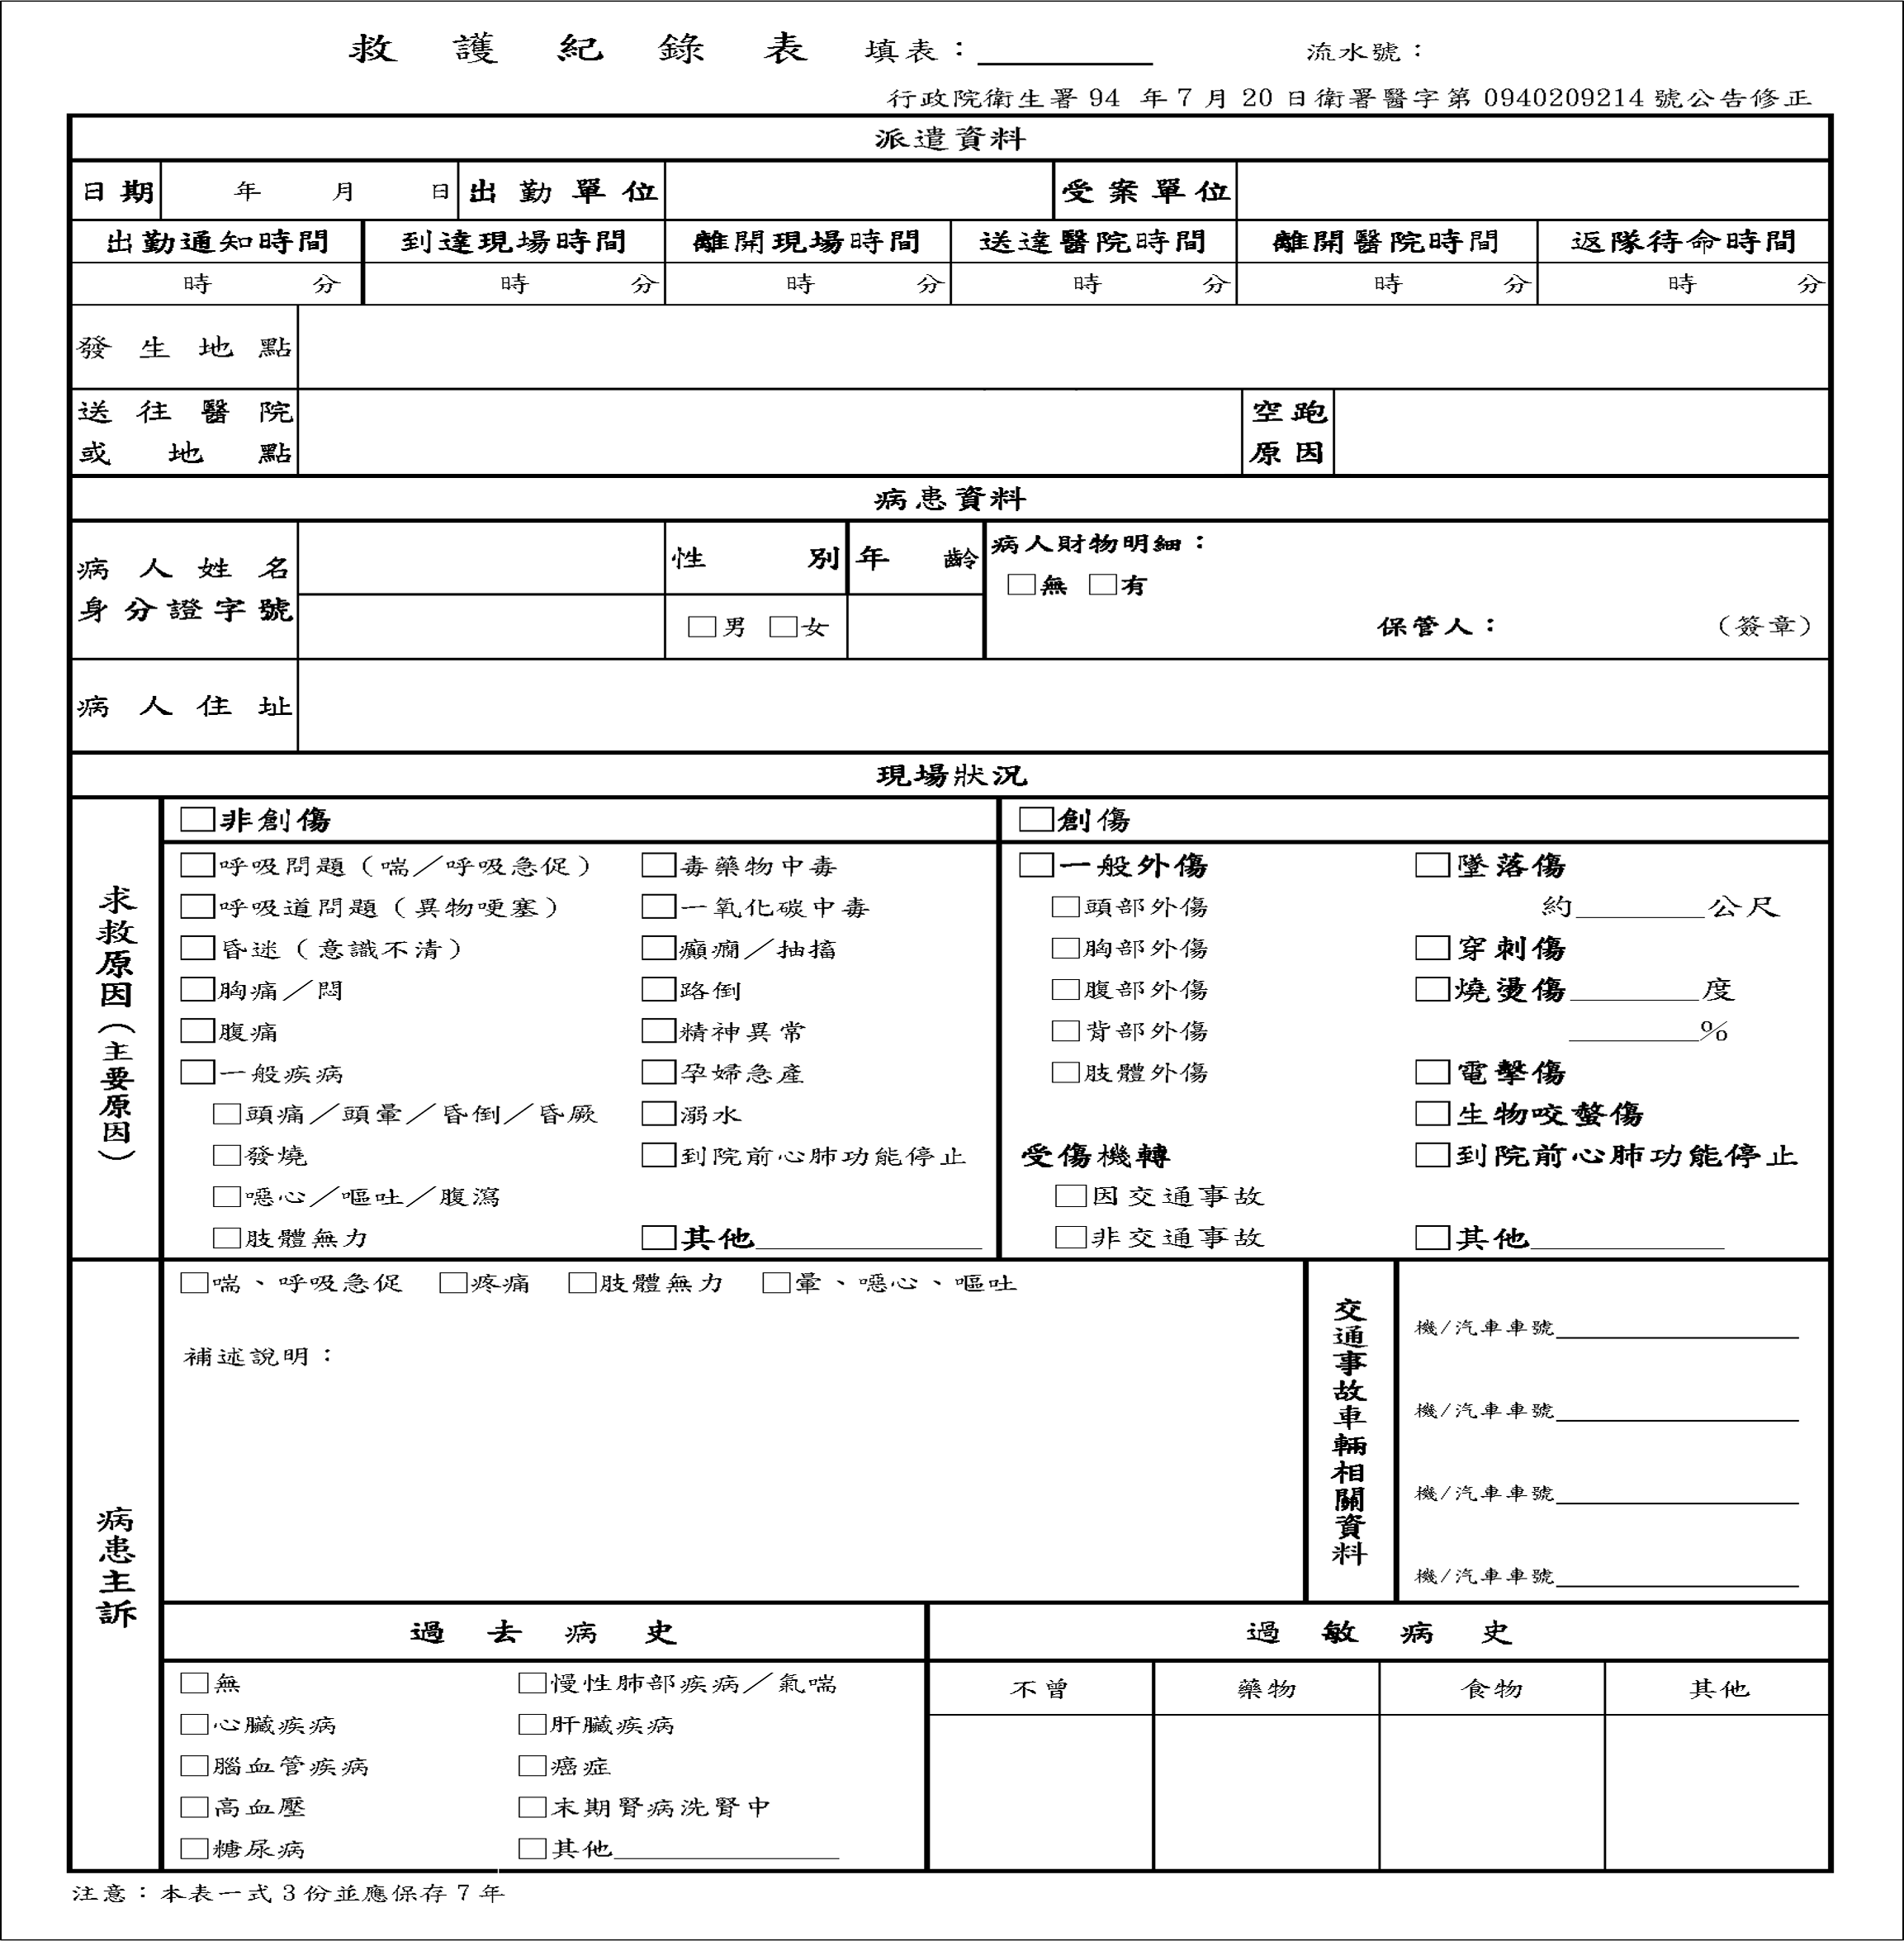 救護紀錄表 填表：＿＿＿＿ 流水號：
行政院衛生署 94 年 7 月 20 日衛署醫字第 0940209214 號公告修正
派遣資料
日期 年 月 日 出勤單位 受案單位
出勤通知時間 到達現場時間 離開現場時間 送達醫院時間 離開醫院時間 返隊待命時間
時 分 時 分 時 分 時 分 時 分 時 分
發生地點
送往醫院
或地點
空跑
原因
病患資料
病人姓名
身分證字號
性別 年齡
□男 □女
病人財物明細：
□無 □有
保管人： （簽章）
病人住址
現場狀況
求救原因（主要原因）
□非創傷
□呼吸問題（喘／呼吸急促） □毒藥物中毒
□呼吸道問題（異物哽塞） □一氧化碳中毒
□昏迷（意識不清） □癲癇／抽搐
□胸痛／悶 □路倒
□腹痛 □精神異常
□一般疾病 □孕婦急產
□頭痛／頭暈／昏倒／昏厥 □溺水
□發燒 □到院前心肺功能停止
□噁心／嘔吐／腹瀉
□肢體無力 □其他＿＿＿＿
□創傷
□一般外傷 □墜落傷
□頭部外傷 約＿＿＿＿公尺
□胸部外傷 □穿刺傷
□腹部外傷 □燒燙傷＿＿＿＿度
□背部外傷 ＿＿＿＿%
□肢體外傷 □電擊傷
□生物咬螫傷
受傷機轉 □到院前心肺功能停止
□因交通事故
□非交通事故 □其他＿＿＿＿
病患主訴
□喘、呼吸急促 □疼痛 □肢體無力 □暈、噁心、嘔吐
補述說明：
交通事故車輛相關資料
機/汽車車號＿＿＿＿
機/汽車車號＿＿＿＿
機/汽車車號＿＿＿＿
機/汽車車號＿＿＿＿
過去病史
□無 □慢性肺部疾病／氣喘
□心臟疾病 □肝臟疾病
□腦血管疾病 □癌症
□高血壓 □末期腎病洗腎中
□糖尿病 □其他＿＿＿＿
過敏病史
不曾 藥物 食物 其他
注意：本表一式 3 份並應保存 7 年